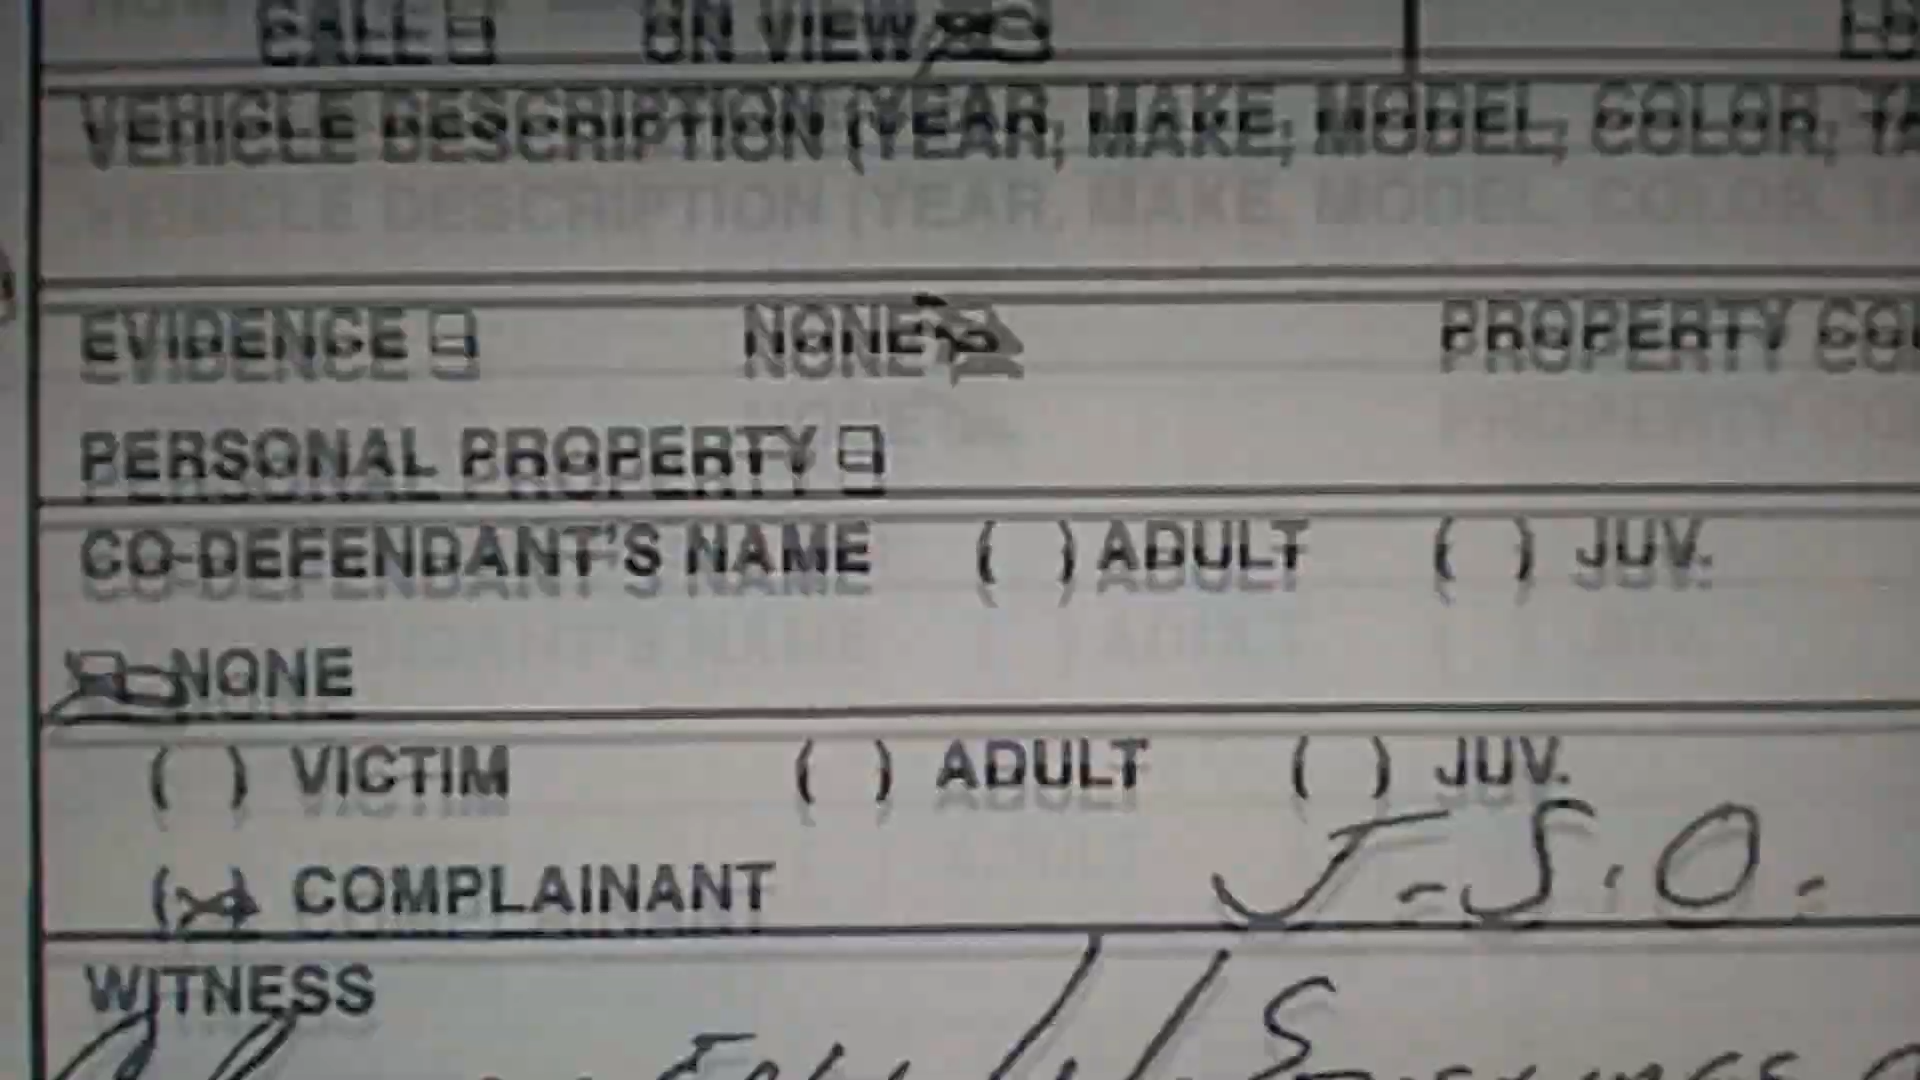 CALL ☐ ON VIEW ☒
VEHICLE DESCRIPTION (YEAR, MAKE, MODEL, COLOR, TA
EVIDENCE ☐ NONE ☒ PROPERTY CO
PERSONAL PROPERTY ☐
CO-DEFENDANT'S NAME ( ) ADULT ( ) JUV.
☒ NONE
( ) VICTIM ( ) ADULT ( ) JUV.
(x) COMPLAINANT J.S.O.
WITNESS